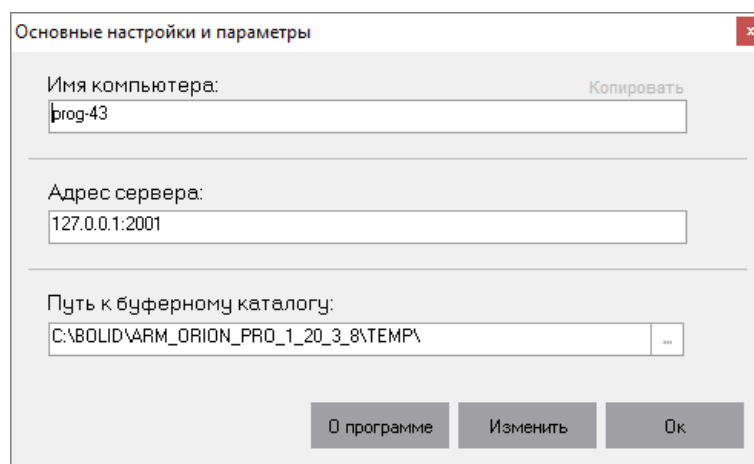 Основные настройки и параметры
x
Имя компьютера:
Копировать
prog-43
Адрес сервера:
127.0.0.1:2001
Путь к буферному каталогу:
C:\BOLID\ARM_ORION_PRO_1_20_3_8\TEMP\
...
О программе
Изменить
Ок